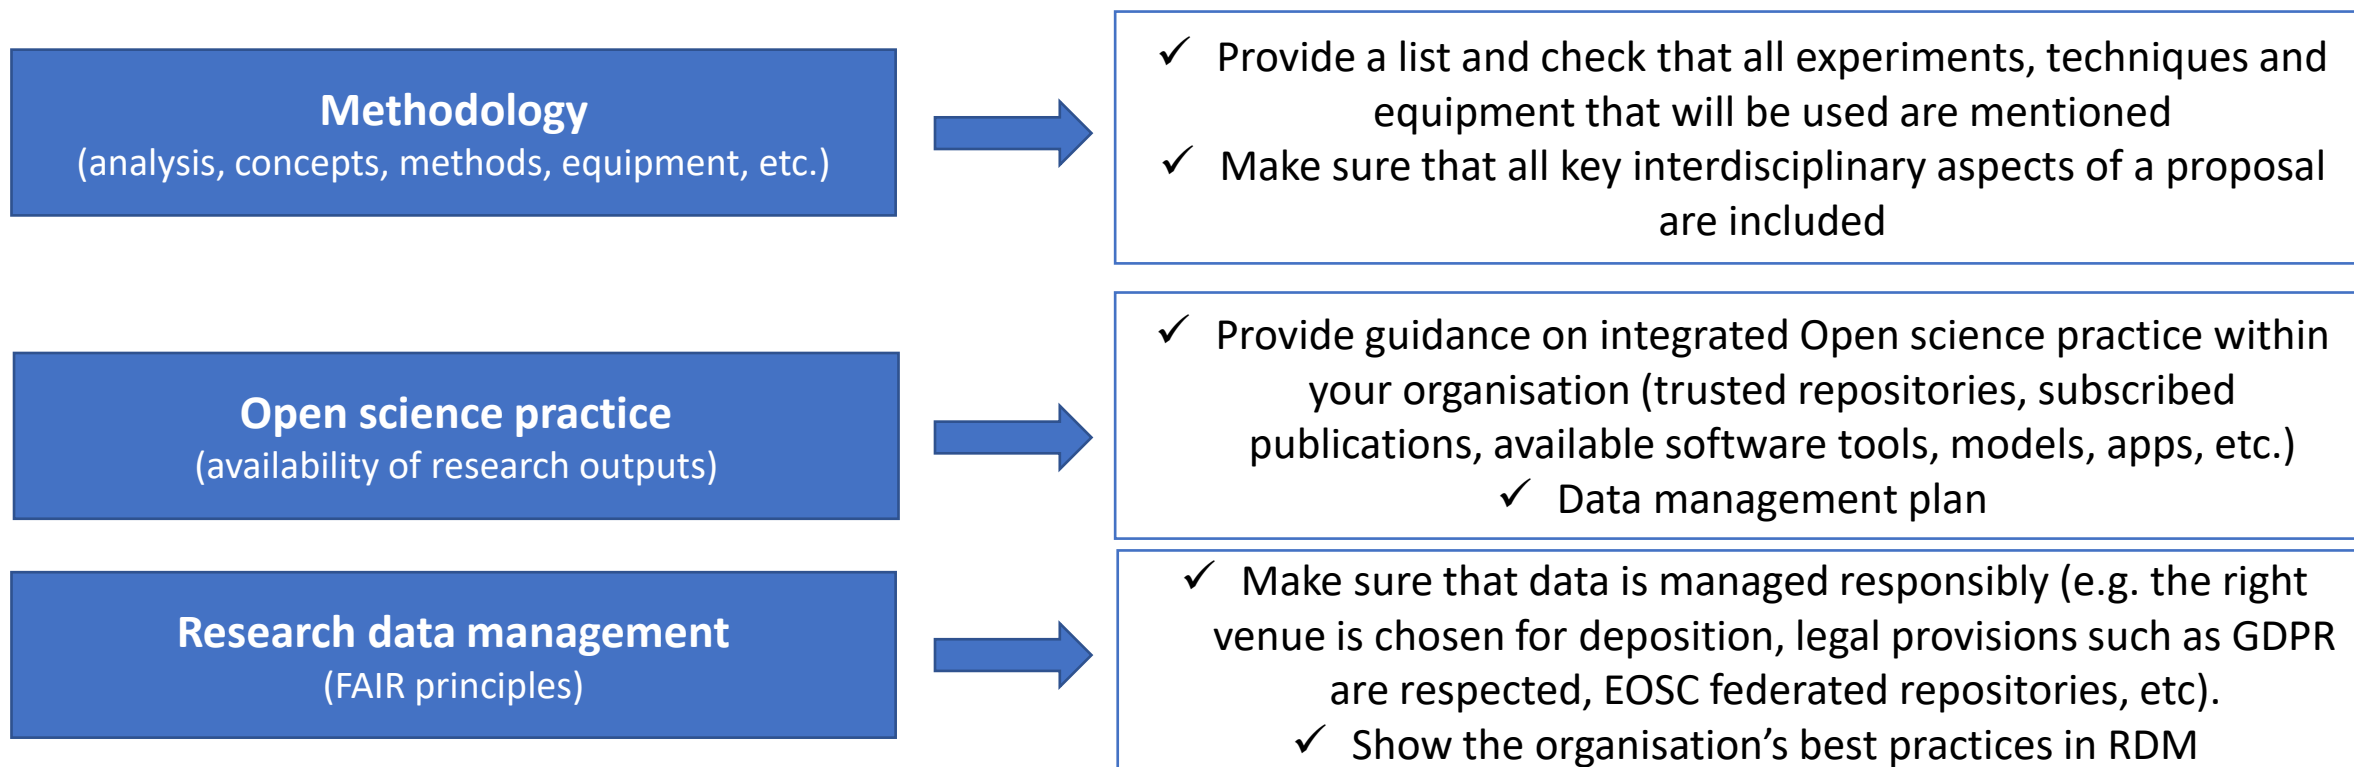 Methodology
(analysis, concepts, methods, equipment, etc.)
✓ Provide a list and check that all experiments, techniques and
equipment that will be used are mentioned
✓ Make sure that all key interdisciplinary aspects of a proposal
are included
Open science practice
(availability of research outputs)
✓ Provide guidance on integrated Open science practice within
your organisation (trusted repositories, subscribed
publications, available software tools, models, apps, etc.)
✓ Data management plan
Research data management
(FAIR principles)
✓ Make sure that data is managed responsibly (e.g. the right
venue is chosen for deposition, legal provisions such as GDPR
are respected, EOSC federated repositories, etc).
✓ Show the organisation’s best practices in RDM